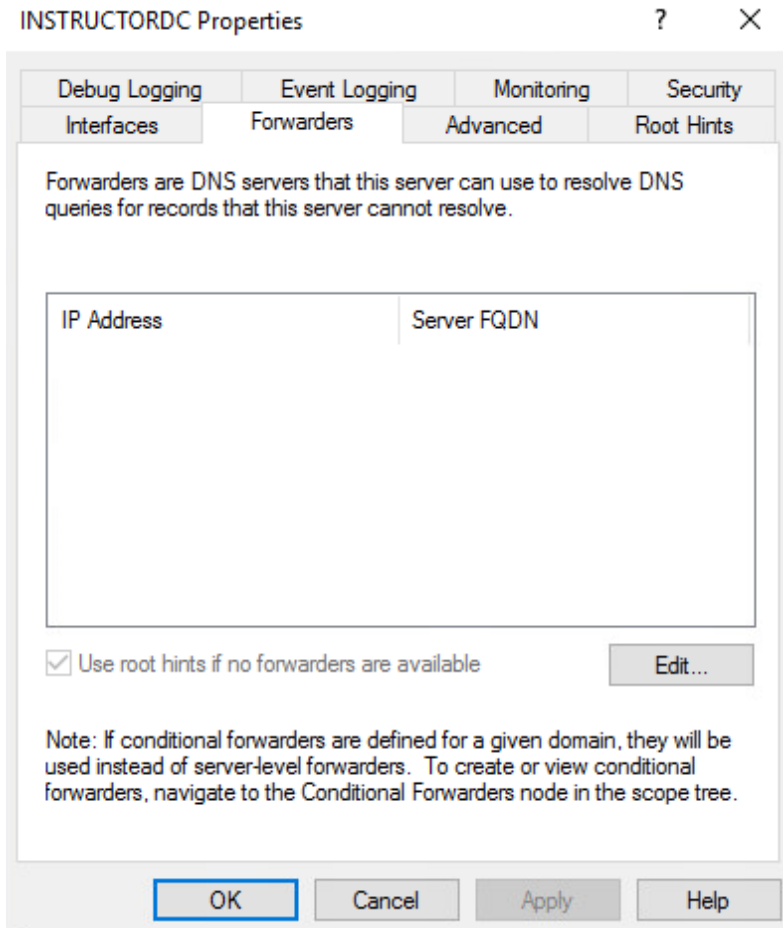 INSTRUCTORDC Properties ? ×
Debug Logging Event Logging Monitoring Security
Interfaces Forwarders Advanced Root Hints
Forwarders are DNS servers that this server can use to resolve DNS
queries for records that this server cannot resolve.
IP Address Server FQDN
Use root hints if no forwarders are available Edit...
Note: If conditional forwarders are defined for a given domain, they will be
used instead of server-level forwarders. To create or view conditional
forwarders, navigate to the Conditional Forwarders node in the scope tree.
OK Cancel Apply Help